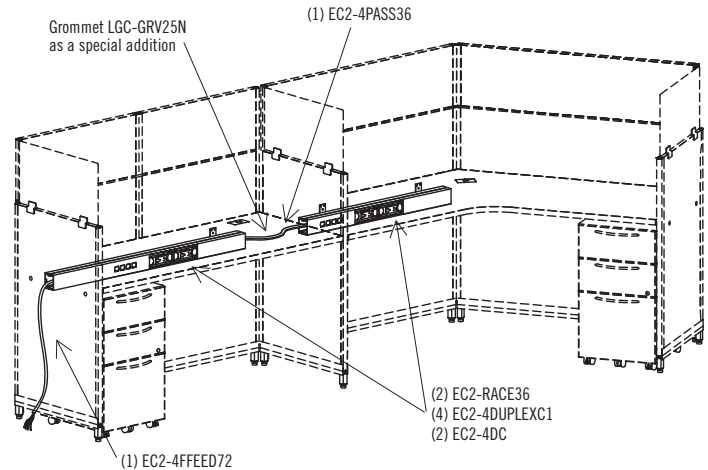 (1) EC2-4PASS36
Grommet LGC-GRV25N
as a special addition
(2) EC2-RACE36
(4) EC2-4DUPLEXC1
(2) EC2-4DC
(1) EC2-4FFEED72